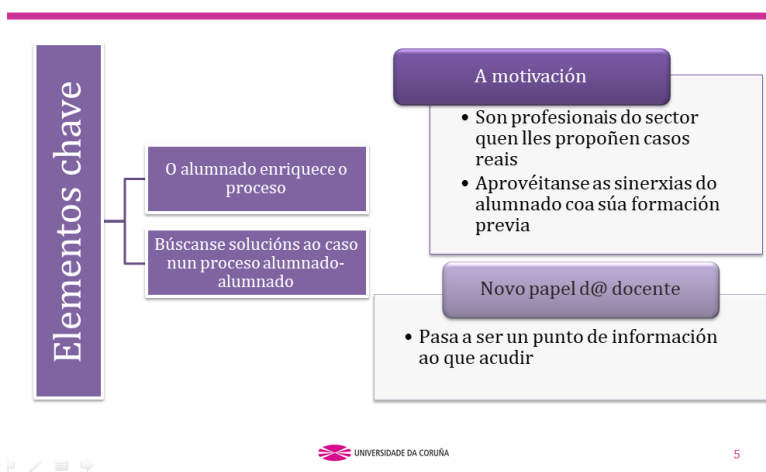 Elementos chave
O alumnado enriquece o
proceso
Búscanse solucións ao caso
nun proceso alumnado-
alumnado
A motivación
• Son profesionais do sector
quen lles propoñen casos
reais
• Aprovéitanse as sinerxias do
alumnado coa súa formación
previa
Novo papel d@ docente
• Pasa a ser un punto de información
ao que acudir
UNIVERSIDADE DA CORUÑA
5